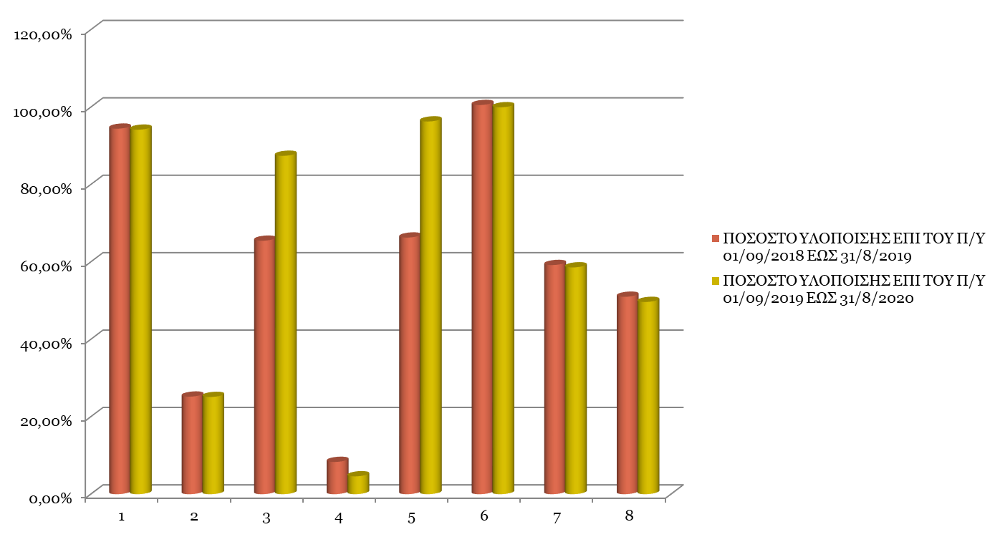 120,00%
100,00%
80,00%
60,00%
40,00%
20,00%
0,00%
1 2 3 4 5 6 7 8
ΠΟΣΟΣΤΟ ΥΛΟΠΟΙΣΗΣ ΕΠΙ ΤΟΥ Π/Υ
01/09/2018 ΕΩΣ 31/8/2019
ΠΟΣΟΣΤΟ ΥΛΟΠΟΙΣΗΣ ΕΠΙ ΤΟΥ Π/Υ
01/09/2019 ΕΩΣ 31/8/2020